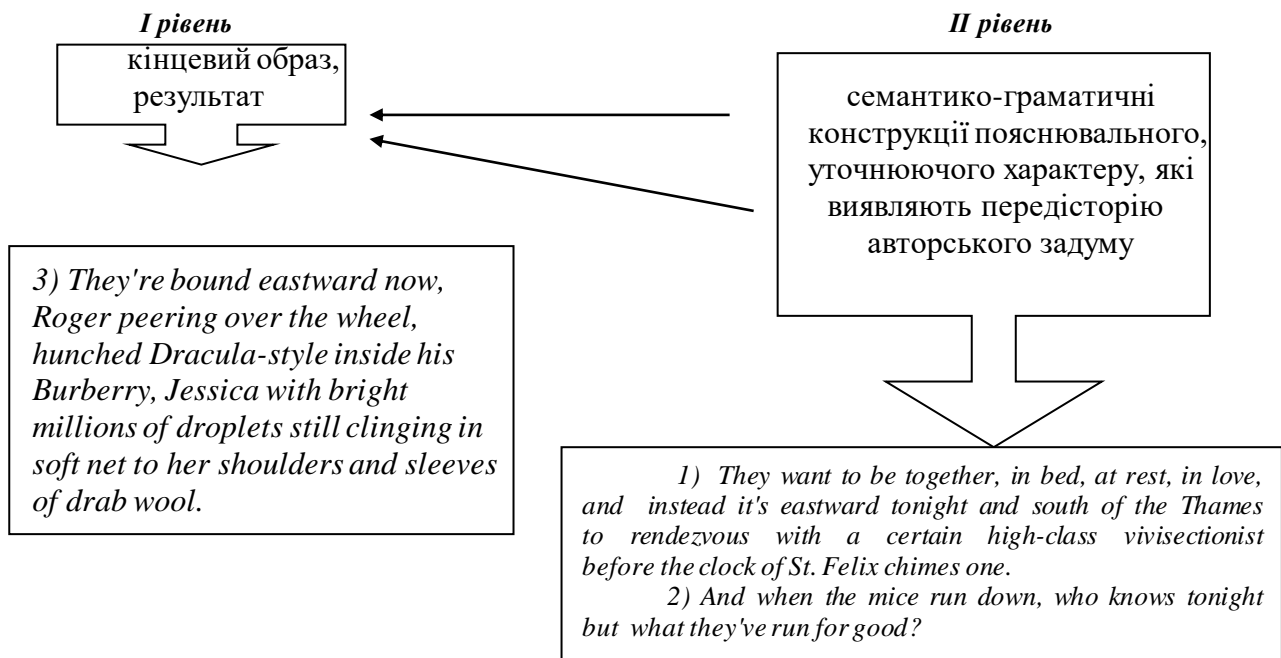 І рівень
ІІ рівень
кінцевий образ,
результат
семантико-граматичні
конструкції пояснювального,
уточнюючого характеру, які
виявляють передісторію
авторського задуму
3) They're bound eastward now,
Roger peering over the wheel,
hunched Dracula-style inside his
Burberry, Jessica with bright
millions of droplets still clinging in
soft net to her shoulders and sleeves
of drab wool.
1) They want to be together, in bed, at rest, in love,
and instead it's eastward tonight and south of the Thames
to rendezvous with a certain high-class vivisectionist
before the clock of St. Felix chimes one.
2) And when the mice run down, who knows tonight
but what they've run for good?